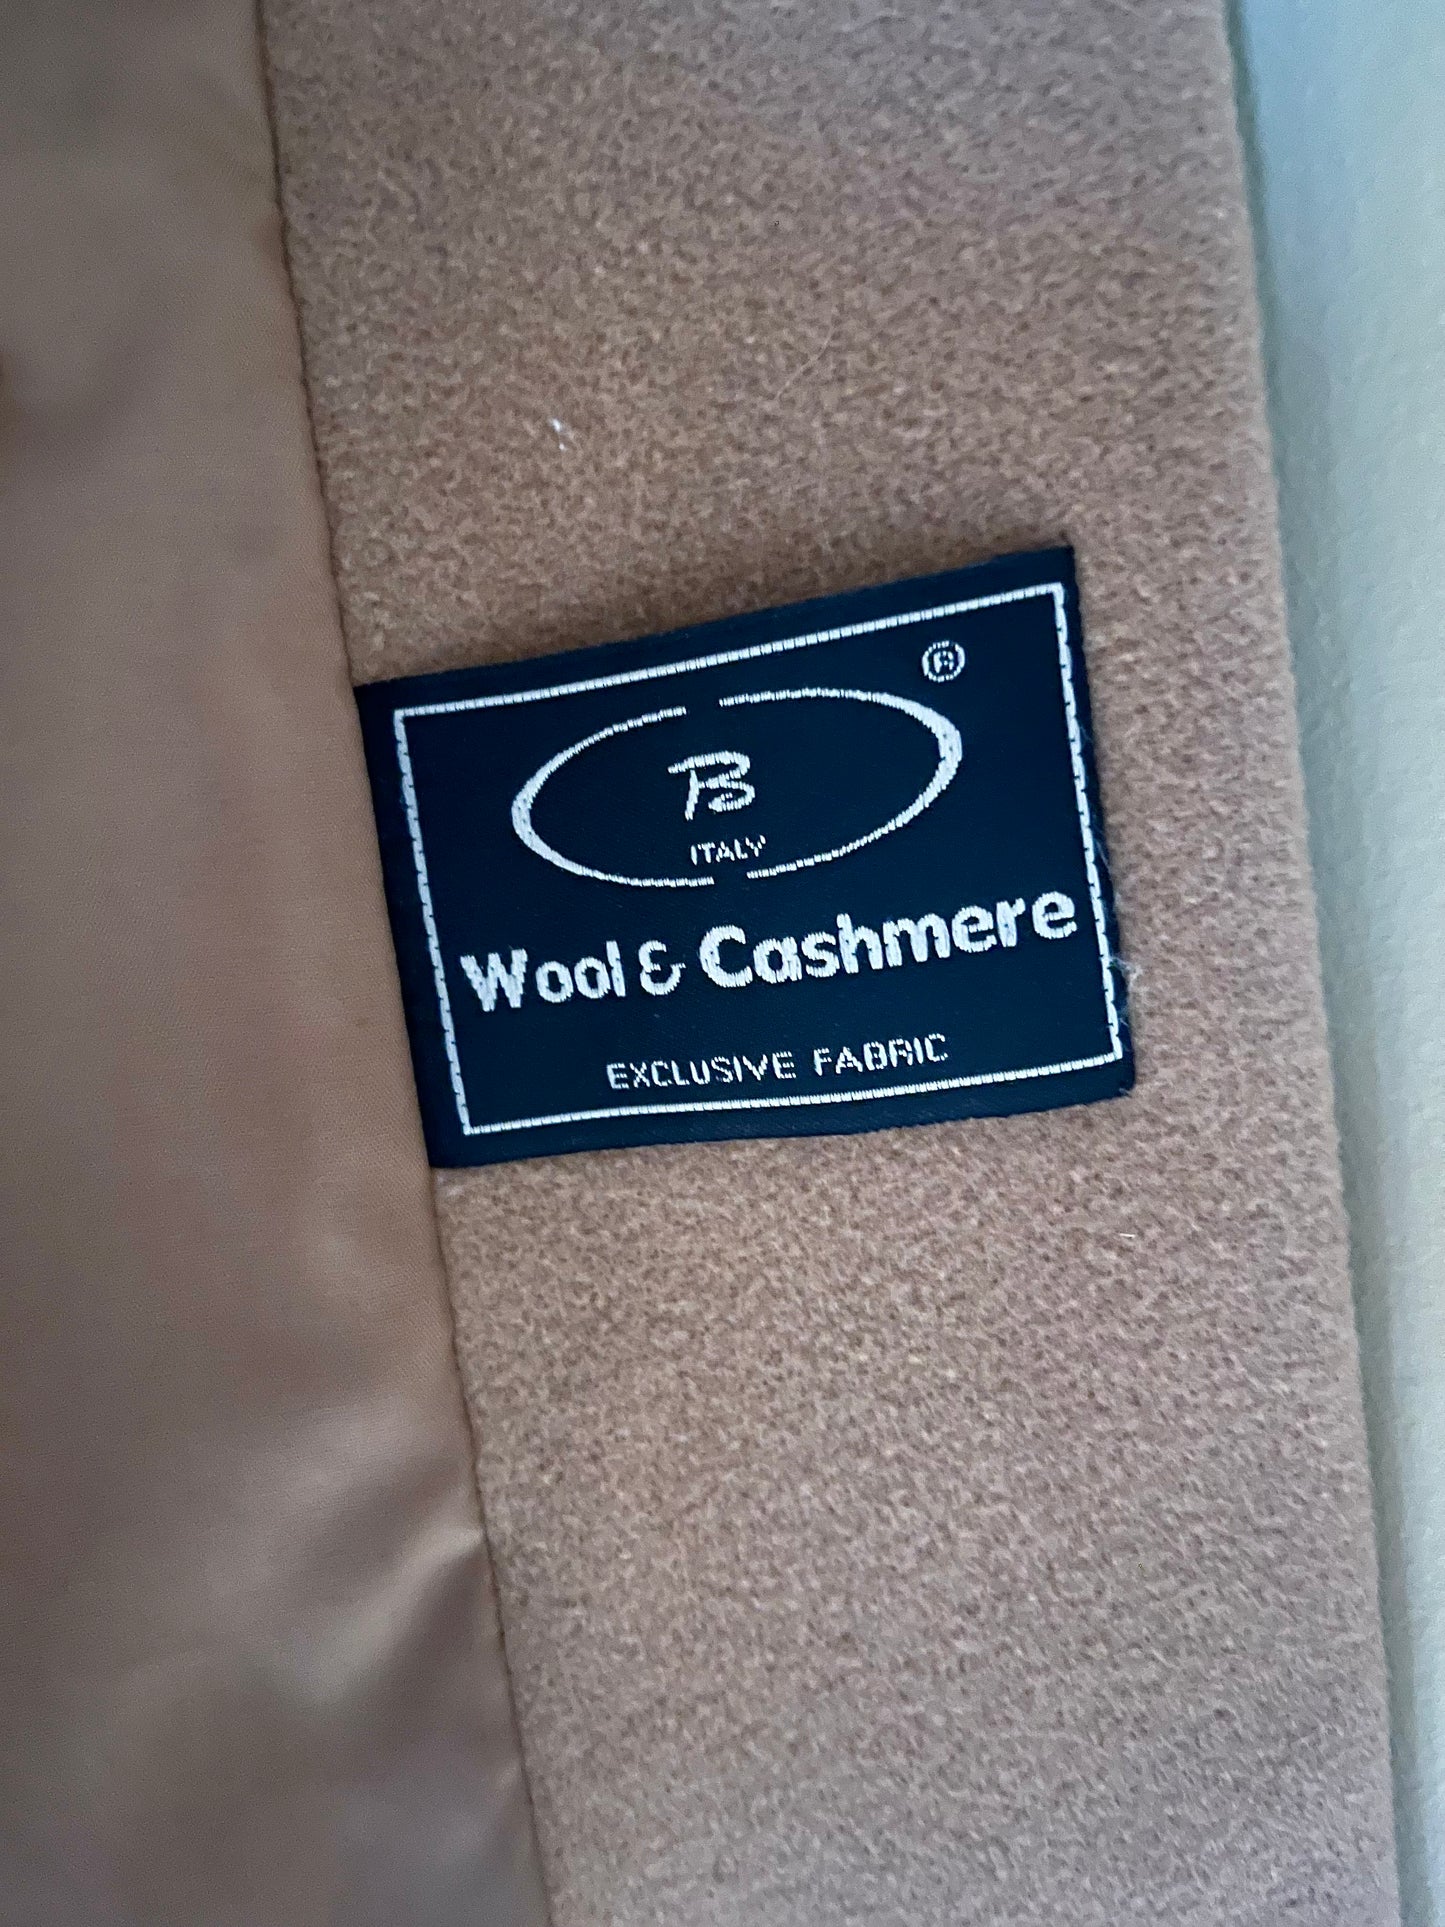 ®
B
ITALY
Wool & Cashmere
EXCLUSIVE FABRIC